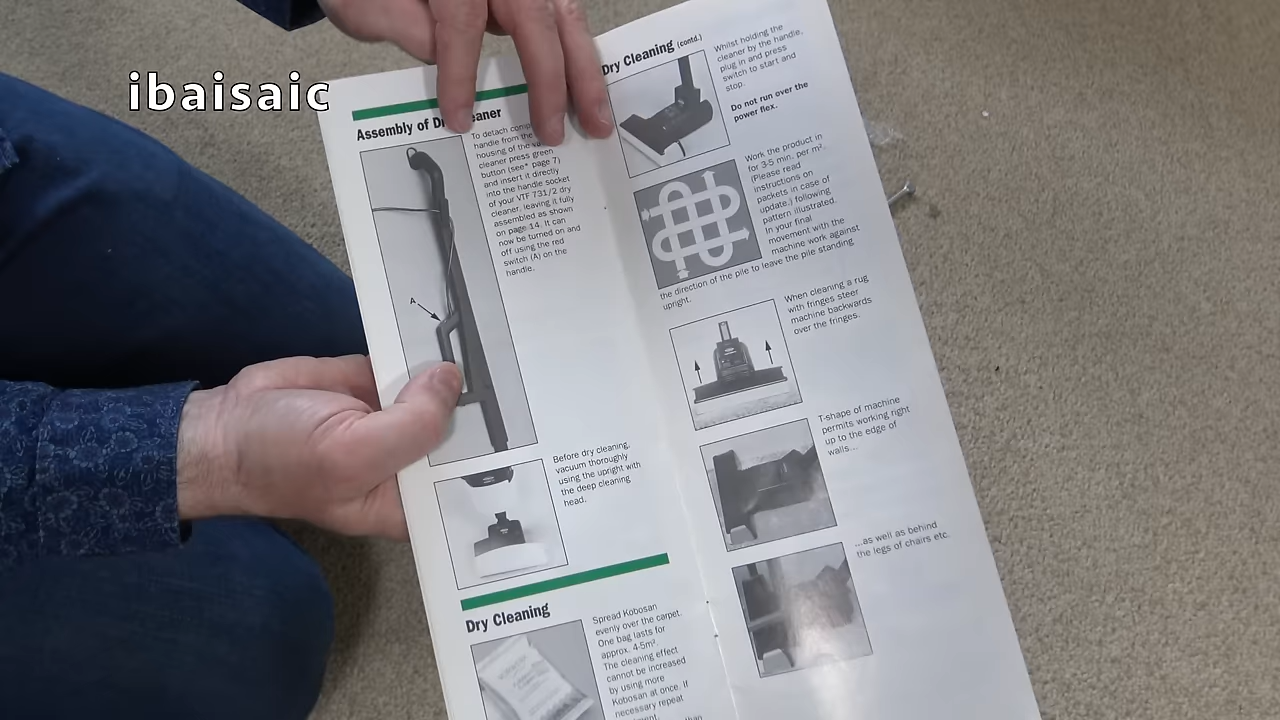 ibaisaic
Assembly of Dry Cleaner
To detach
handle from the
housing of the
cleaner press green
button (see* page 7)
and insert it directly
into the handle socket
of your VTF 731/2 dry
cleaner, leaving it fully
assembled as shown
on page 14. It can
now be turned on and
off using the red
switch (A) on the
handle.
A
Before dry cleaning,
vacuum thoroughly
using the upright with
the deep cleaning
head.
Dry Cleaning
Spread Kobosan
evenly over the carpet.
One bag lasts for
approx. 4-5m².
The cleaning effect
cannot be increased
by using more
Kobosan at once. If
necessary repeat
Dry Cleaning (contd.)
Whilst holding the
cleaner by the handle,
plug in and press
switch to start and
stop.
Do not run over the
power flex.
Work the product in
for 3-5 min. per m².
(Please read
instructions on
packets in case of
update.) following
pattern illustrated.
In your final
movement with the
machine work against
the direction of the pile to leave the pile standing
upright.
When cleaning a rug
with fringes steer
machine backwards
over the fringes.
T-shape of machine
permits working right
up to the edge of
walls...
...as well as behind
the legs of chairs etc.